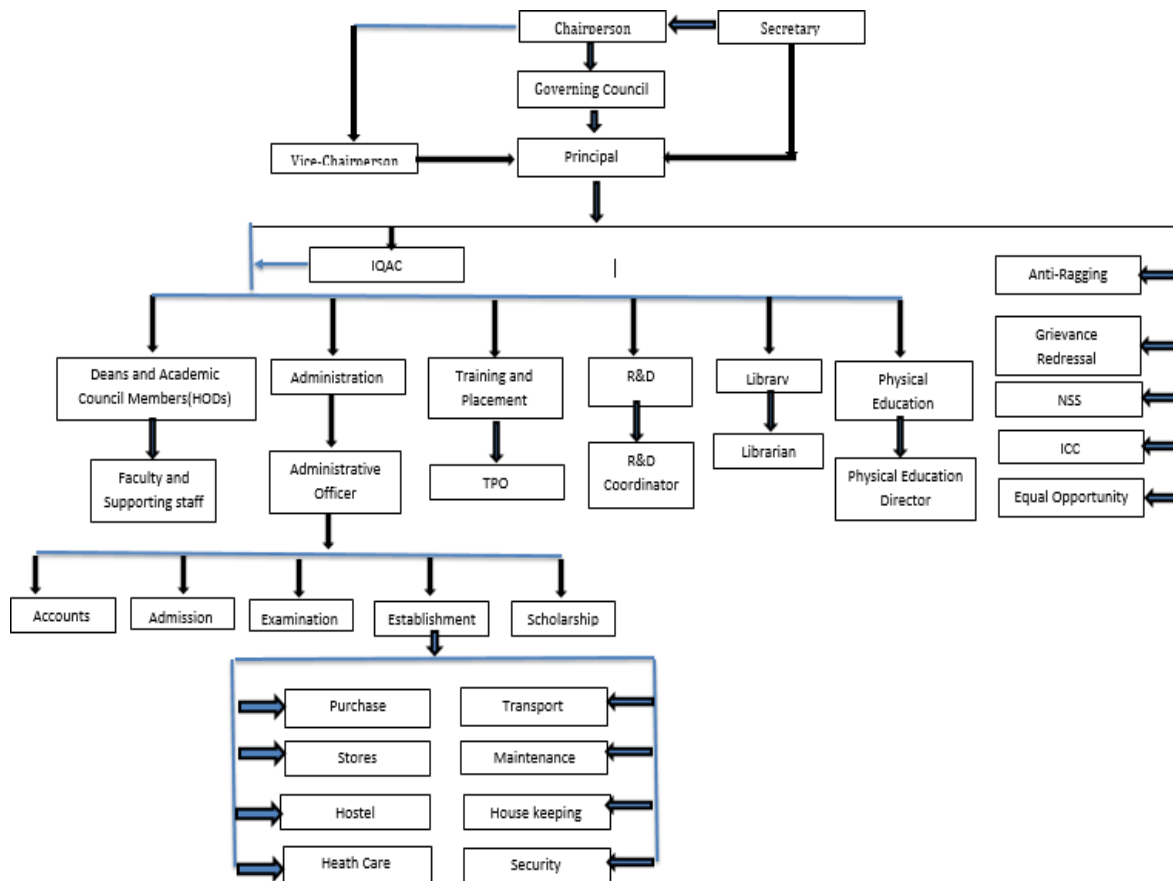 Chairperson
Secretary
Governing Council
Vice-Chairperson
Principal
IQAC
Anti-Ragging
Grievance
Redressal
NSS
ICC
Equal Opportunity
Deans and Academic
Council Members(HODs)
Administration
Training and
Placement
R&D
Library
Physical
Education
Faculty and
Supporting staff
Administrative
Officer
TPO
R&D
Coordinator
Librarian
Physical Education
Director
Accounts
Admission
Examination
Establishment
Scholarship
Purchase
Transport
Stores
Maintenance
Hostel
House keeping
Heath Care
Security